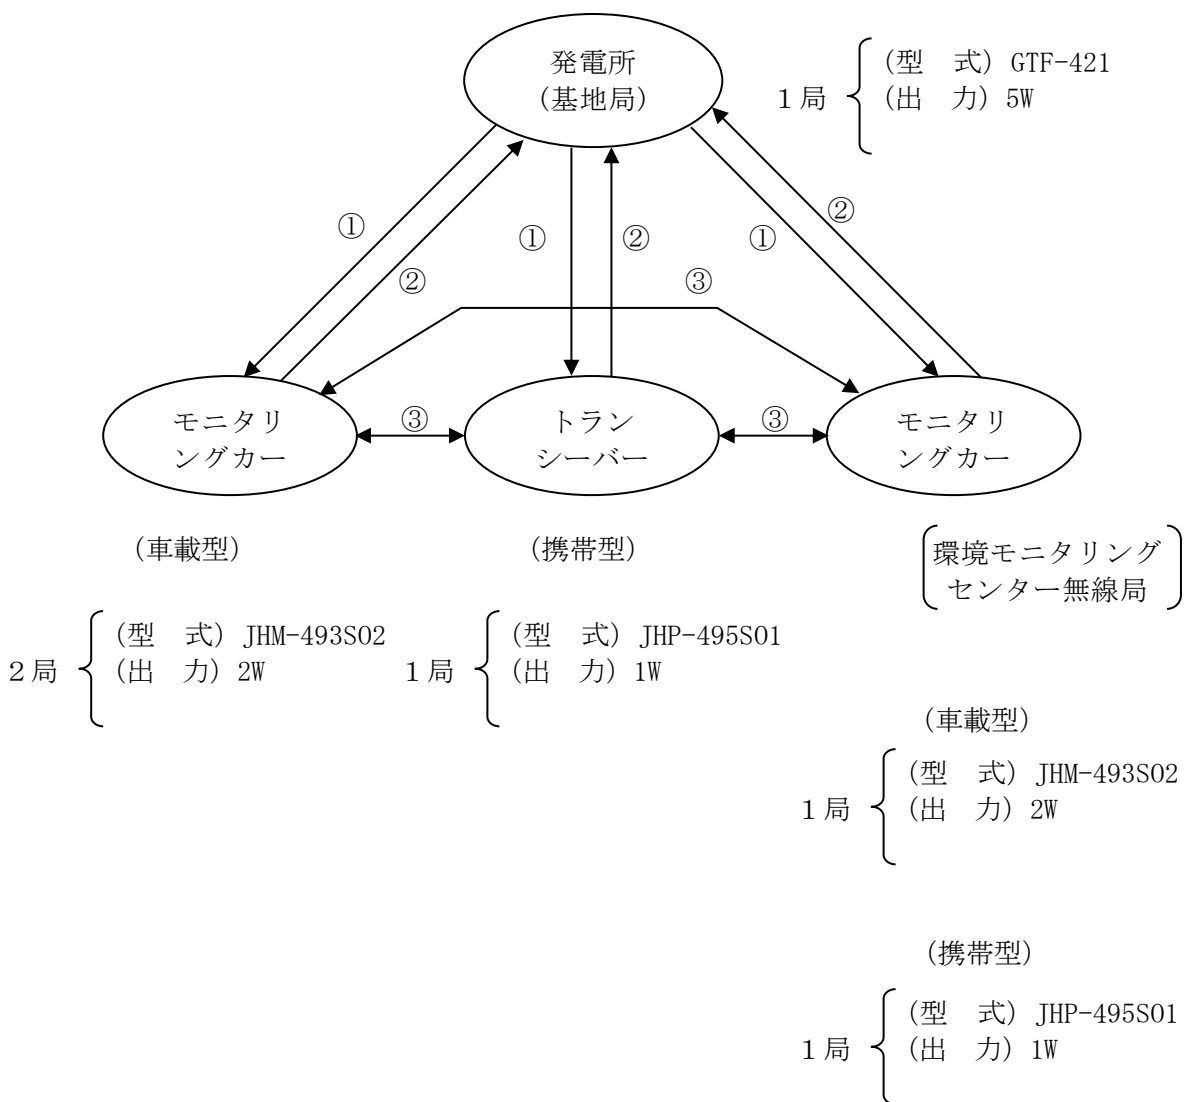 発電所
(基地局)
1局
(型　式) GTF-421
(出　力) 5W
①
②
①
②
①
②
③
モニタリ
ングカー
③
トラン
シーバー
③
モニタリ
ングカー
(車載型)
(携帯型)
環境モニタリング
センター無線局
2局
(型　式) JHM-493S02
(出　力) 2W
1局
(型　式) JHP-495S01
(出　力) 1W
(車載型)
1局
(型　式) JHM-493S02
(出　力) 2W
(携帯型)
1局
(型　式) JHP-495S01
(出　力) 1W